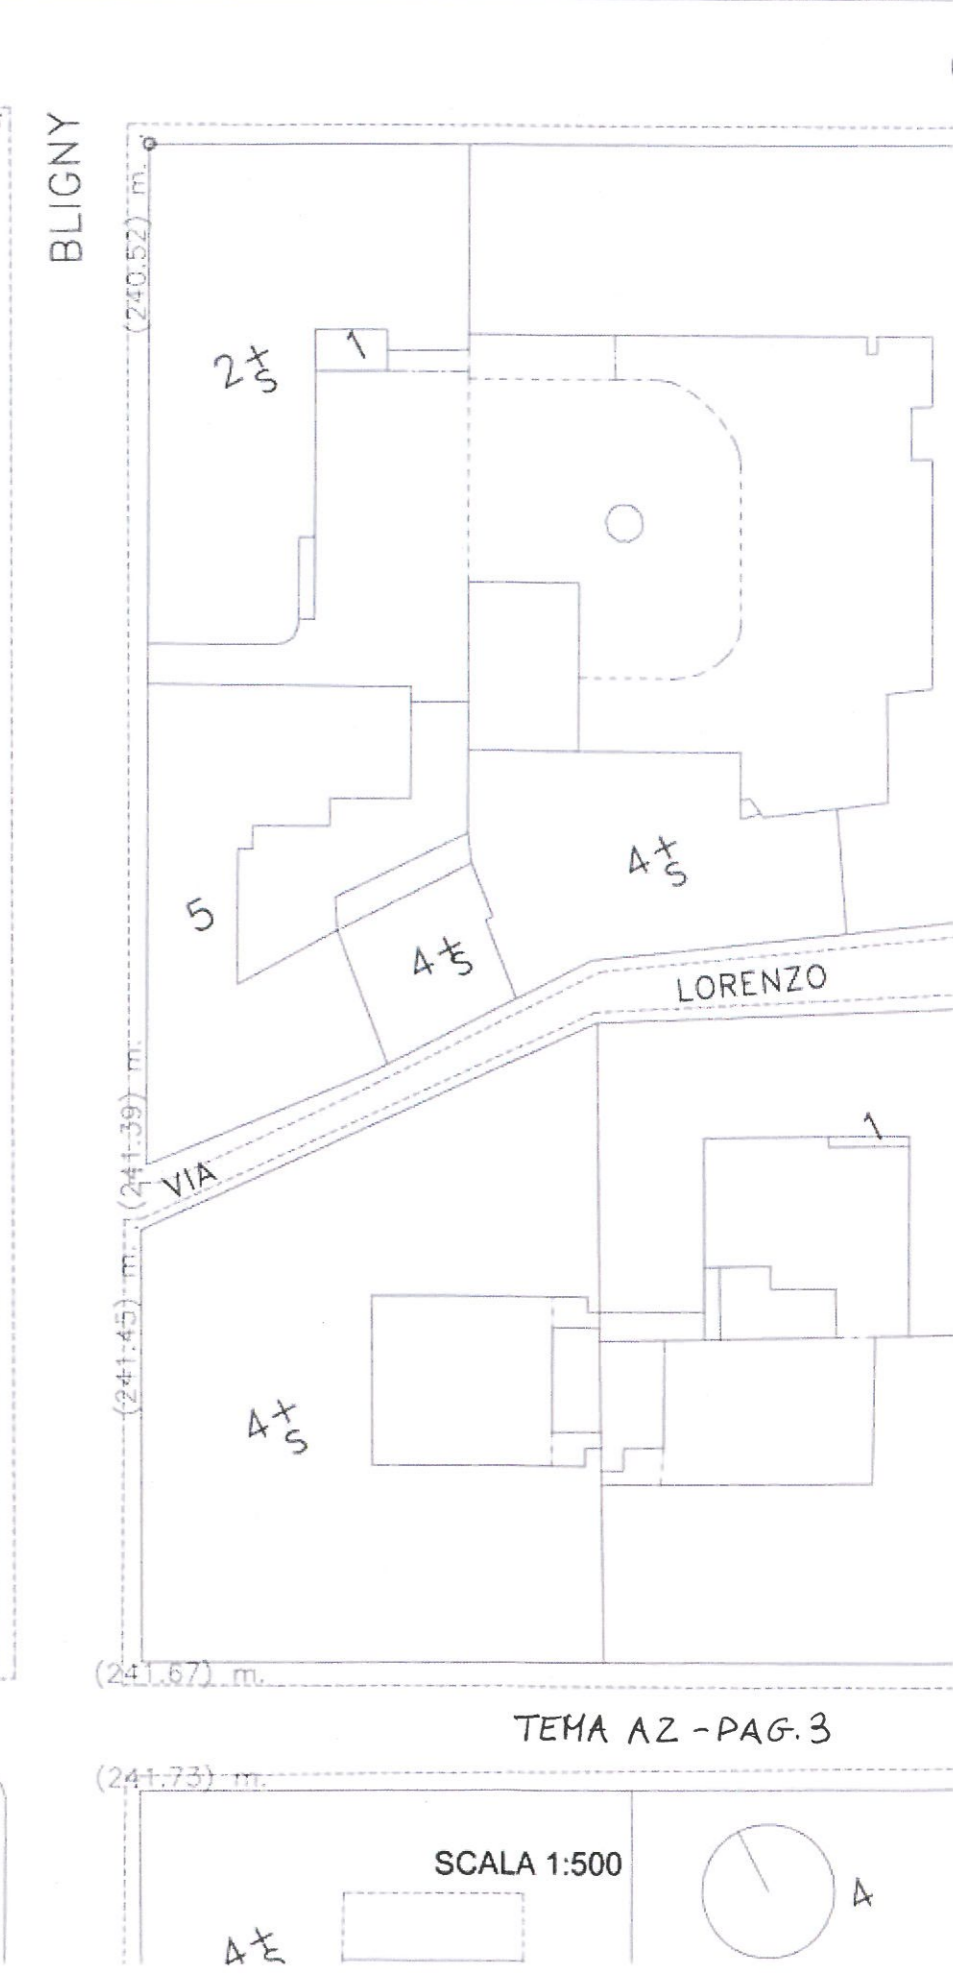 BLIGNY
(240.52) m.
1
2+S
4+S
5
4+S
LORENZO
(241.39) m.
VIA
1
(241.45) m.
4+S
(241.67) m.
TEMA A2 - PAG. 3
(241.73) m.
SCALA 1:500
4
4+S